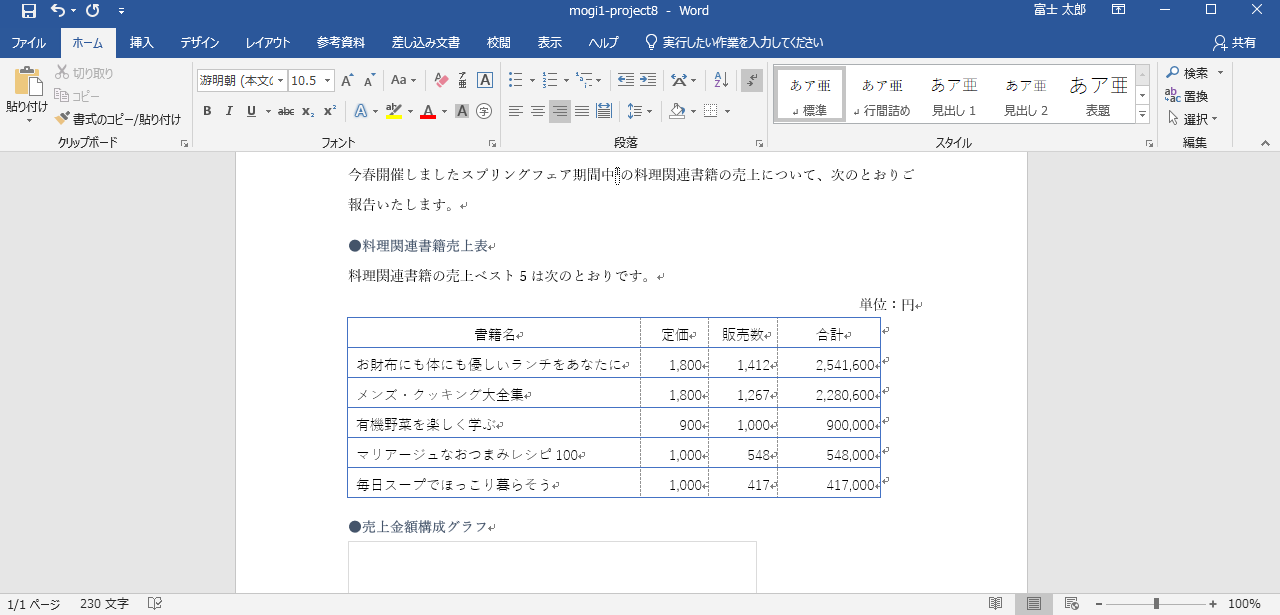 mogi1-project8 - Word
富士 太郎
ファイル ホーム 挿入 デザイン レイアウト 参考資料 差し込み文書 校閲 表示 ヘルプ 実行したい作業を入力してください 共有
貼り付け
切り取り
コピー
書式のコピー/貼り付け
クリップボード
游明朝 (本文の 10.5
フォント
段落
あア亜 標準
あア亜 行間詰め
あア亜 見出し 1
あア亜 見出し 2
あア亜 表題
スタイル
検索
置換
選択
編集
今春開催しましたスプリングフェア期間中の料理関連書籍の売上について、次のとおりご
報告いたします。
●料理関連書籍売上表
料理関連書籍の売上ベスト 5 は次のとおりです。
単位：円
書籍名 定価 販売数 合計
お財布にも体にも優しいランチをあなたに 1,800 1,412 2,541,600
メンズ・クッキング大全集 1,800 1,267 2,280,600
有機野菜を楽しく学ぶ 900 1,000 900,000
マリアージュなおつまみレシピ 100 1,000 548 548,000
毎日スープでほっこり暮らそう 1,000 417 417,000
●売上金額構成グラフ
1/1 ページ 230 文字 100%